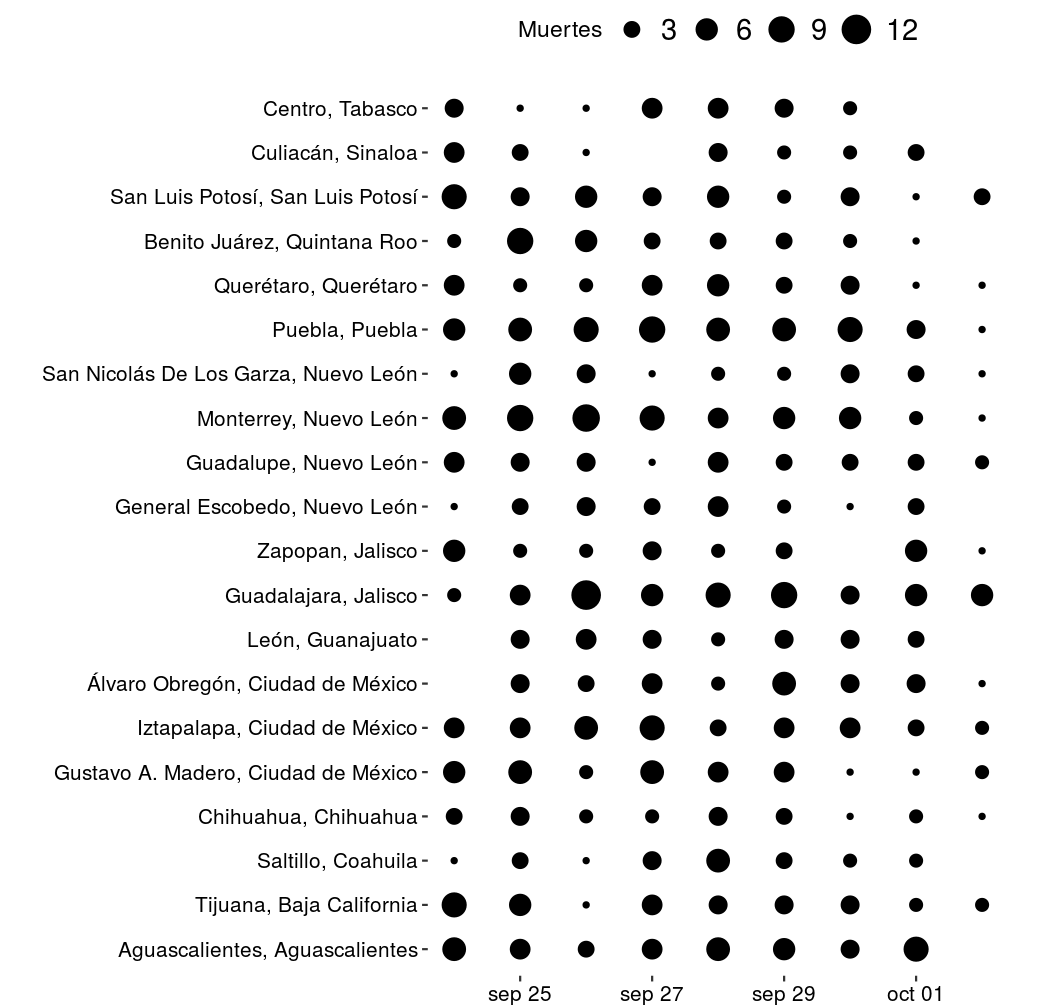 Muertes 3 6 9 12
Centro, Tabasco
Culiacán, Sinaloa
San Luis Potosí, San Luis Potosí
Benito Juárez, Quintana Roo
Querétaro, Querétaro
Puebla, Puebla
San Nicolás De Los Garza, Nuevo León
Monterrey, Nuevo León
Guadalupe, Nuevo León
General Escobedo, Nuevo León
Zapopan, Jalisco
Guadalajara, Jalisco
León, Guanajuato
Álvaro Obregón, Ciudad de México
Iztapalapa, Ciudad de México
Gustavo A. Madero, Ciudad de México
Chihuahua, Chihuahua
Saltillo, Coahuila
Tijuana, Baja California
Aguascalientes, Aguascalientes
sep 25 sep 27 sep 29 oct 01